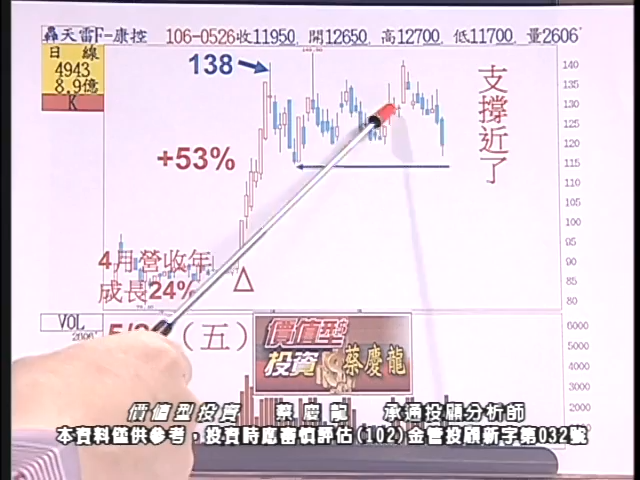 轟天雷F-康控 106-0526收11950 開12650 高12700 低11700 量2606
日線
4943
8.9億
K
138
支撐近了
+53%
4月營收年
成長24%
140
135
130
125
120
115
110
105
100
95
90
85
80
VOL
(五)
6000
4000
3000
2000
1000
價值型
投資
蔡慶龍
價值型投資 蔡慶龍 承通投顧分析師
本資料僅供參考，投資時應審慎評估(102)金管投顧新字第032號